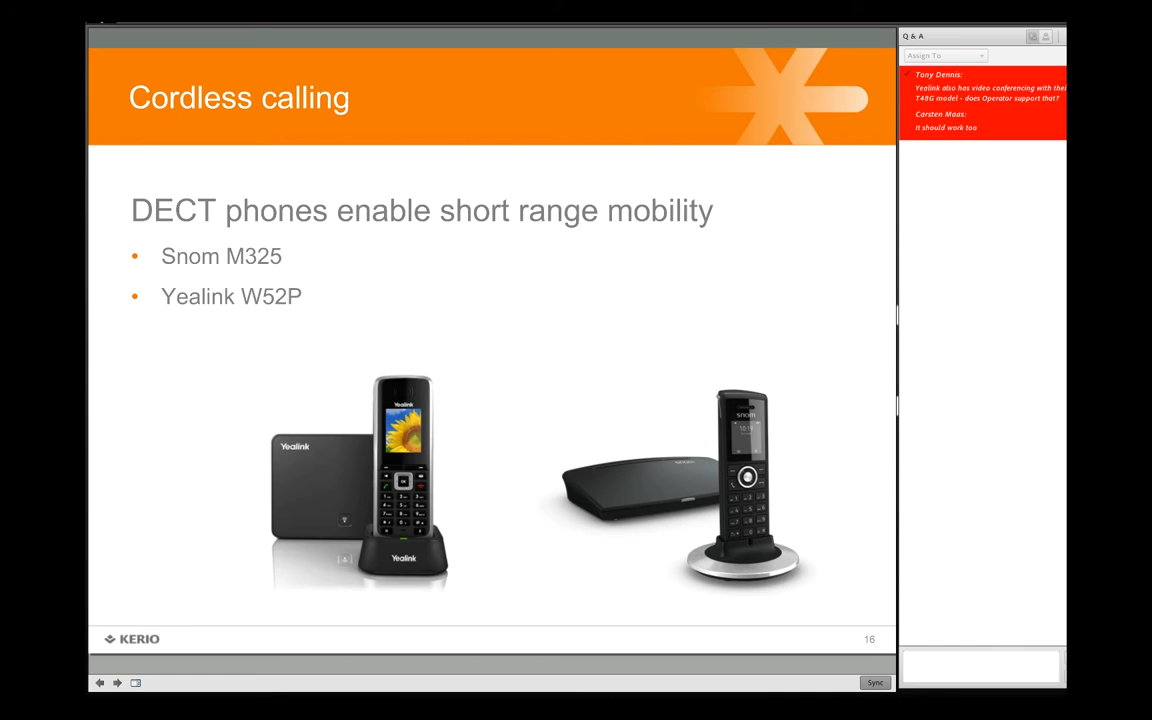 Cordless calling
DECT phones enable short range mobility
• Snom M325
• Yealink W52P
Yealink
Yealink
Yealink
snom
KERIO
16
Sync
Q & A
Assign To
Tony Dennis:
Yealink also has video conferencing with their
T48G model - does Operator support that?
Carsten Maas:
It should work too